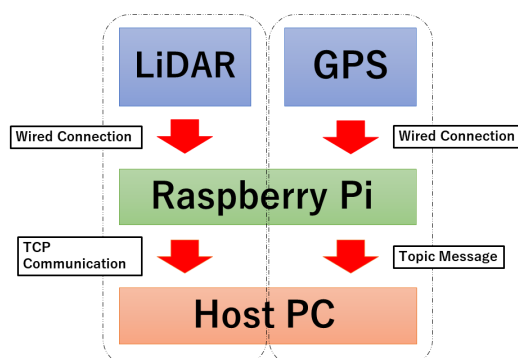 LiDAR
GPS
Wired Connection
Wired Connection
Raspberry Pi
TCP
Communication
Topic Message
Host PC